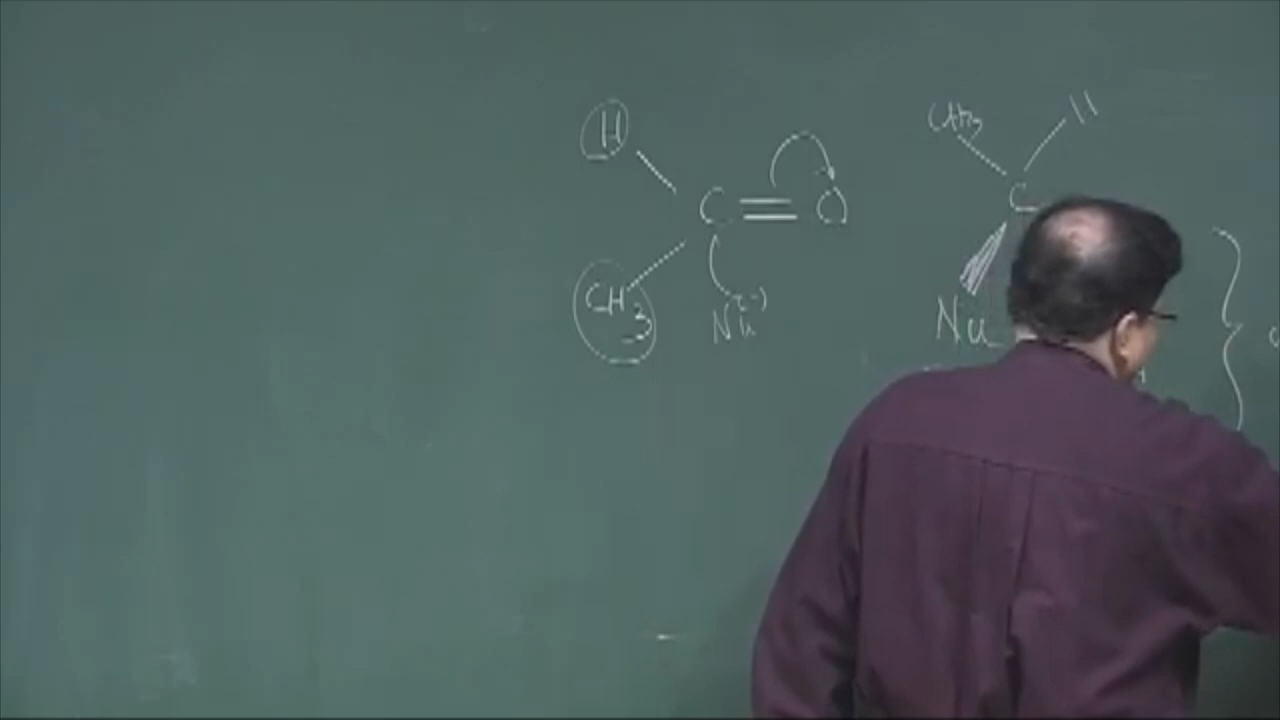 H
C = O
CH3
Nu(-)
CH3 H
C
Nu